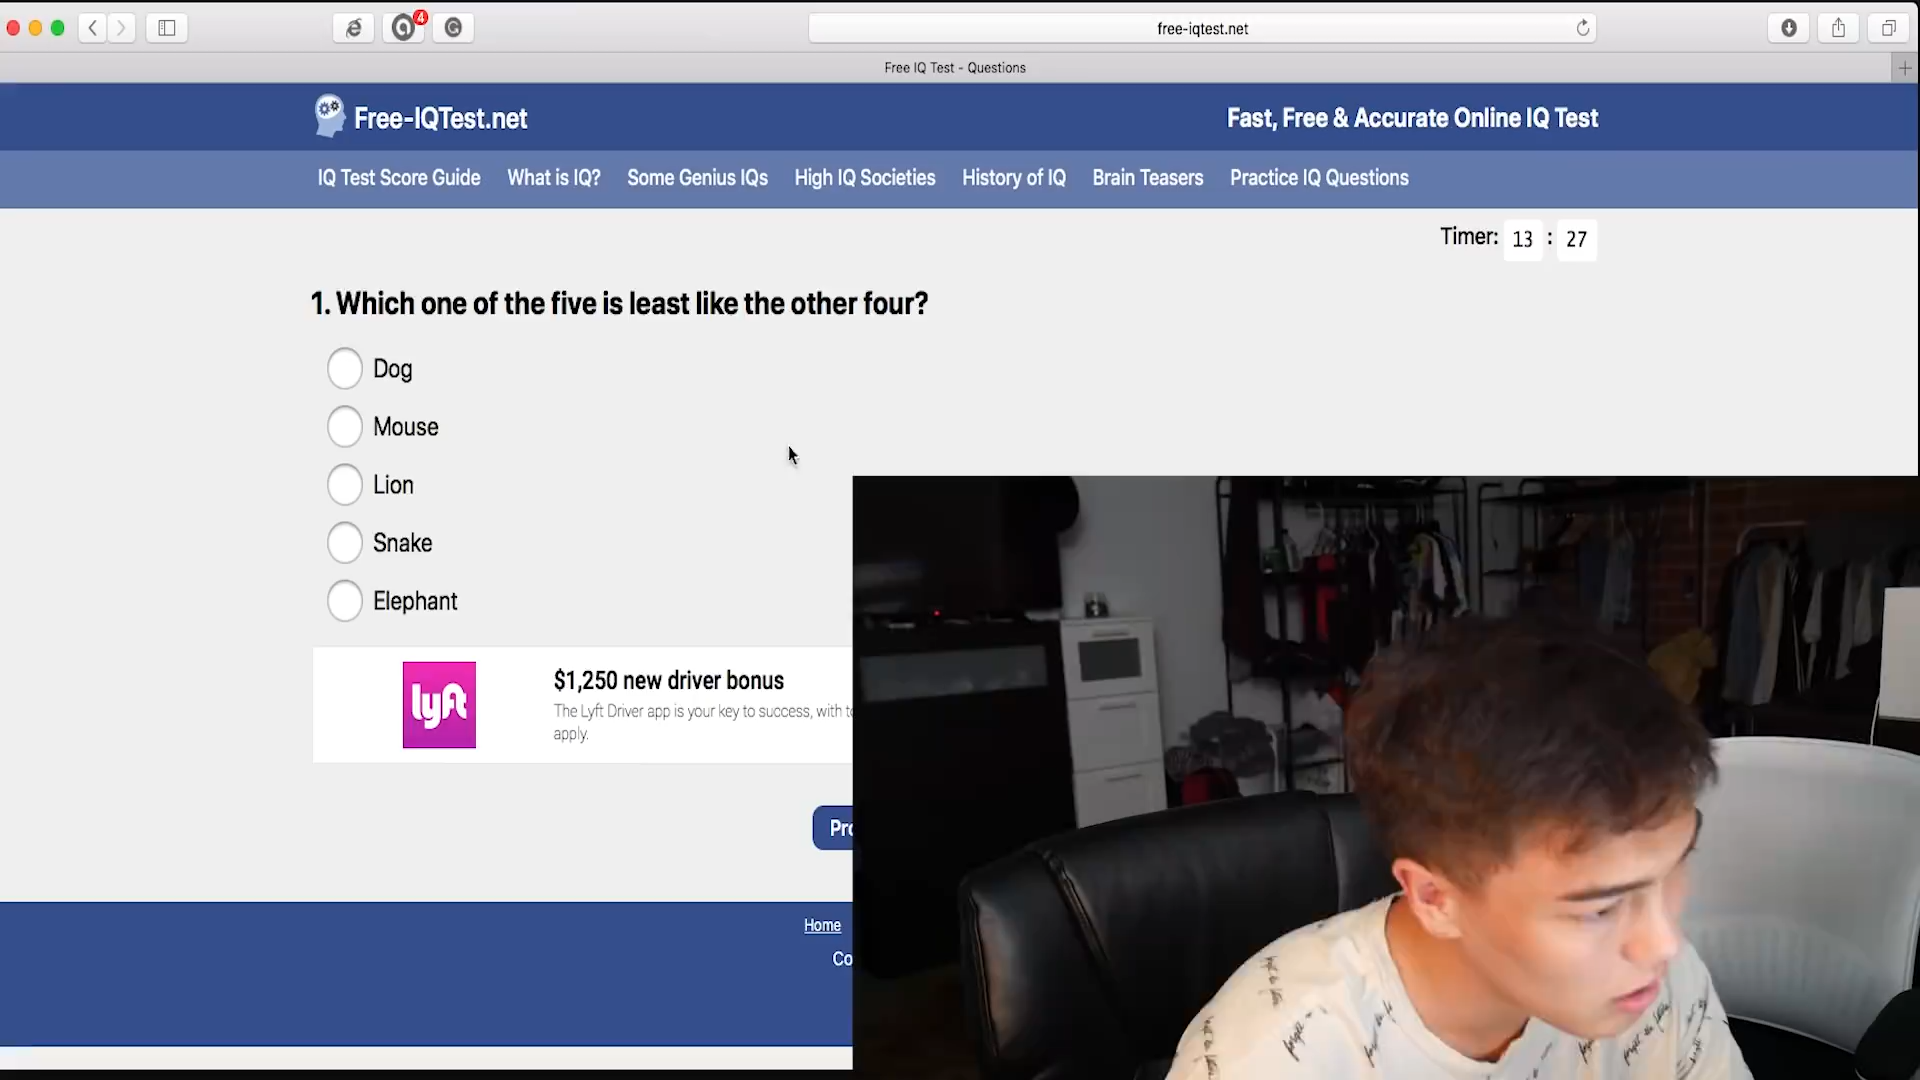 4
free-iqtest.net
Free IQ Test - Questions
Free-IQTest.net
Fast, Free & Accurate Online IQ Test
IQ Test Score Guide What is IQ? Some Genius IQs High IQ Societies History of IQ Brain Teasers Practice IQ Questions
Timer: 13 : 27
1. Which one of the five is least like the other four?
Dog
Mouse
Lion
Snake
Elephant
lyft
$1,250 new driver bonus
The Lyft Driver app is your key to success, with
apply.
Home